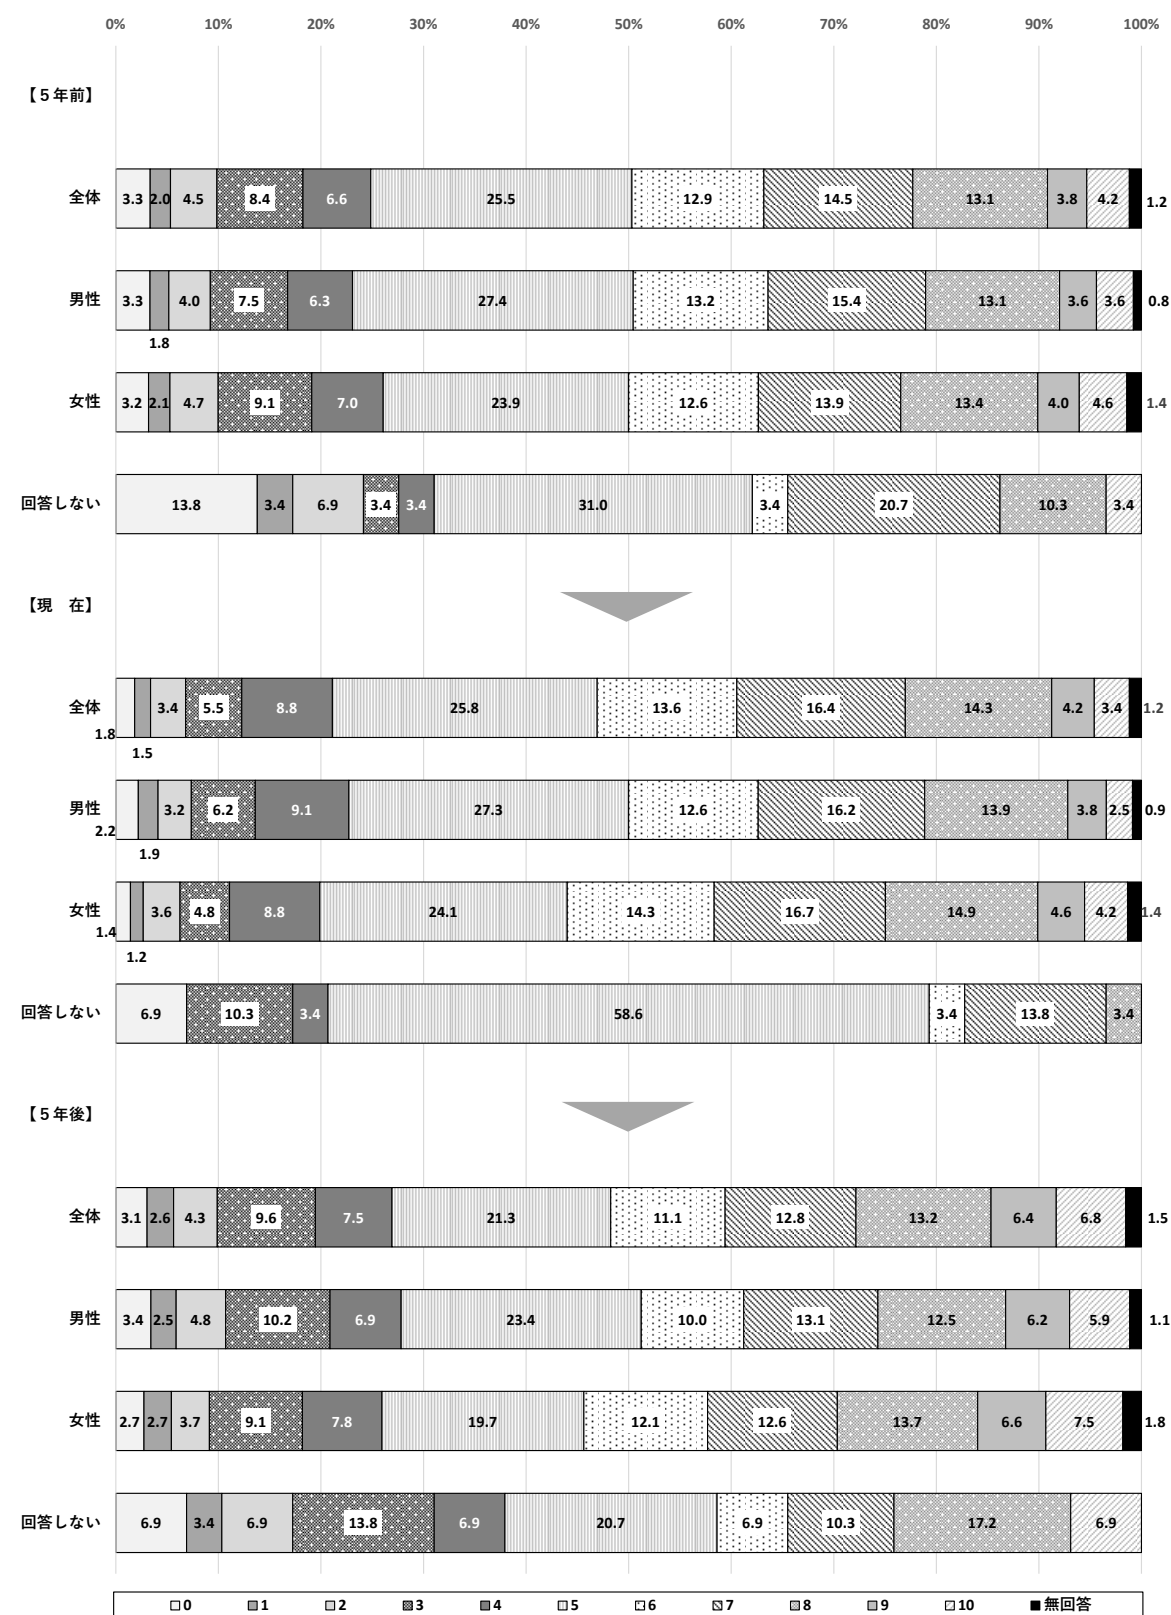 0% 10% 20% 30% 40% 50% 60% 70% 80% 90% 100%
【５年前】
全体 3.3 2.0 4.5 8.4 6.6 25.5 12.9 14.5 13.1 3.8 4.2 1.2
男性 3.3 4.0 7.5 6.3 27.4 13.2 15.4 13.1 3.6 3.6 0.8
1.8
女性 3.2 2.1 4.7 9.1 7.0 23.9 12.6 13.9 13.4 4.0 4.6 1.4
回答しない 13.8 3.4 6.9 3.4 3.4 31.0 3.4 20.7 10.3 3.4
【現　在】
全体 3.4 5.5 8.8 25.8 13.6 16.4 14.3 4.2 3.4 1.2
1.8
1.5
男性 3.2 6.2 9.1 27.3 12.6 16.2 13.9 3.8 2.5 0.9
2.2
1.9
女性 3.6 4.8 8.8 24.1 14.3 16.7 14.9 4.6 4.2 1.4
1.4
1.2
回答しない 6.9 10.3 3.4 58.6 3.4 13.8 3.4
【５年後】
全体 3.1 2.6 4.3 9.6 7.5 21.3 11.1 12.8 13.2 6.4 6.8 1.5
男性 3.4 2.5 4.8 10.2 6.9 23.4 10.0 13.1 12.5 6.2 5.9 1.1
女性 2.7 2.7 3.7 9.1 7.8 19.7 12.1 12.6 13.7 6.6 7.5 1.8
回答しない 6.9 3.4 6.9 13.8 6.9 20.7 6.9 10.3 17.2 6.9
0 1 2 3 4 5 6 7 8 9 10 無回答